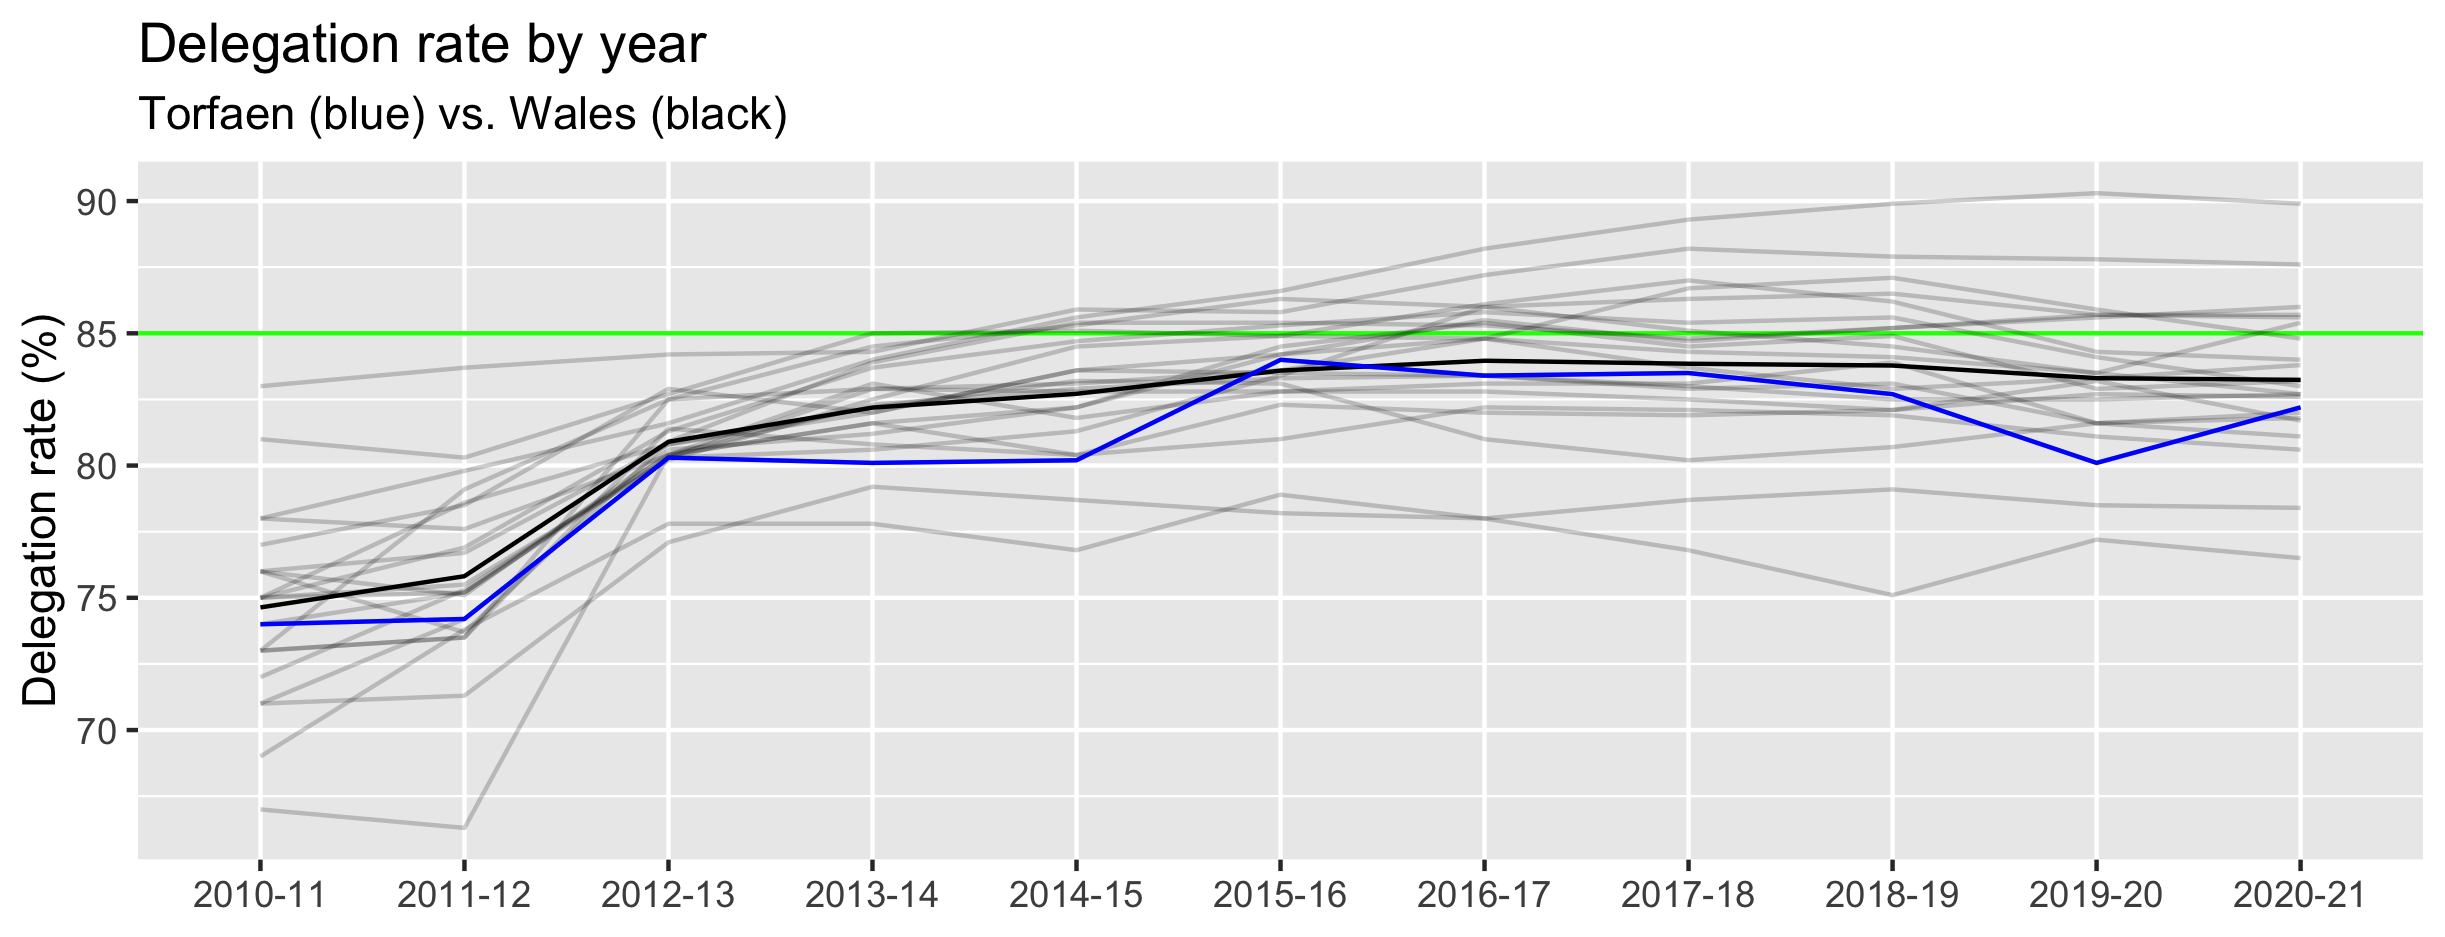 Delegation rate by year
Torfaen (blue) vs. Wales (black)
Delegation rate (%)
90
85
80
75
70
2010-11 2011-12 2012-13 2013-14 2014-15 2015-16 2016-17 2017-18 2018-19 2019-20 2020-21